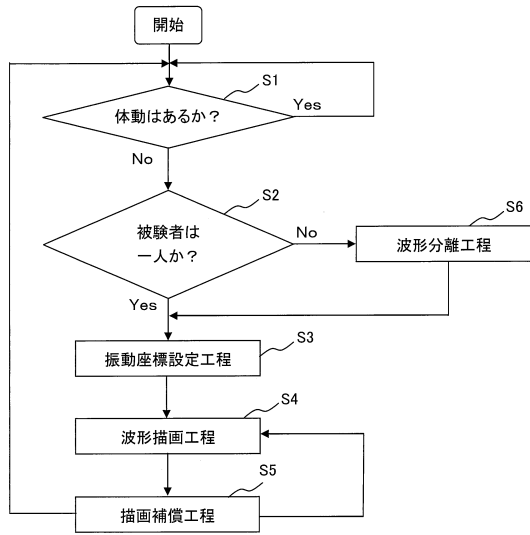 開始
S1
体動はあるか？
Yes
No
S2
被験者は
一人か？
No
S6
波形分離工程
Yes
S3
振動座標設定工程
S4
波形描画工程
S5
描画補償工程